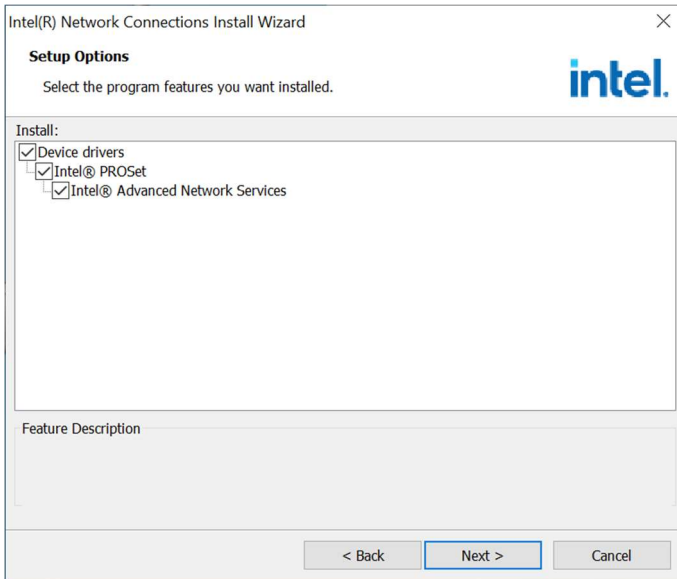 Intel(R) Network Connections Install Wizard
Setup Options
Select the program features you want installed.
intel.
Install:
Device drivers
Intel® PROSet
Intel® Advanced Network Services
Feature Description
< Back
Next >
Cancel